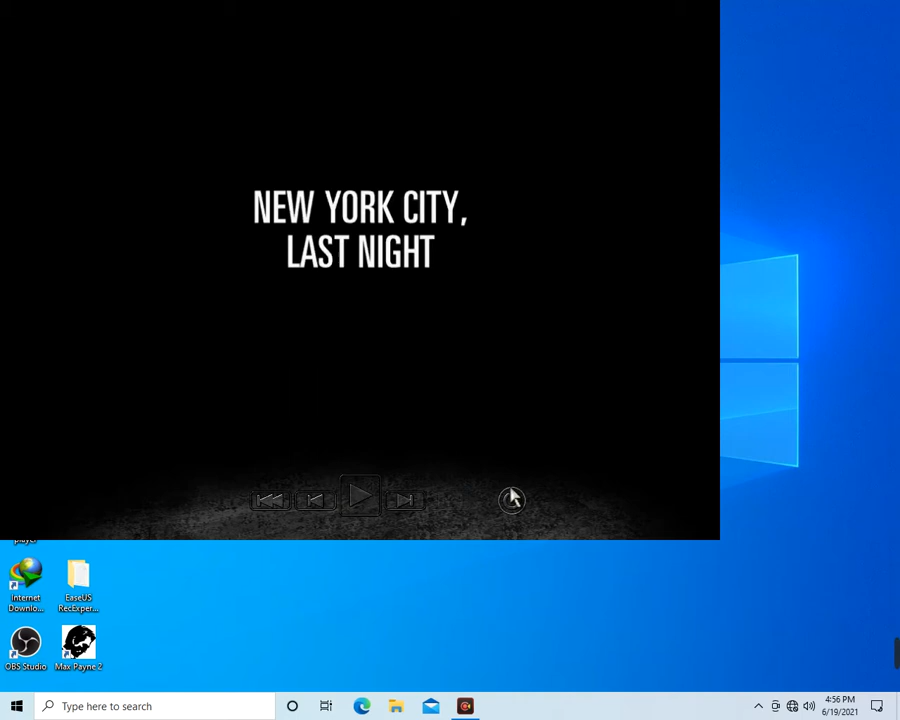 NEW YORK CITY,
LAST NIGHT
player
Internet
Downlo...
EaseUS
RecExper...
OBS Studio
Max Payne 2
Type here to search
4:56 PM
6/19/2021